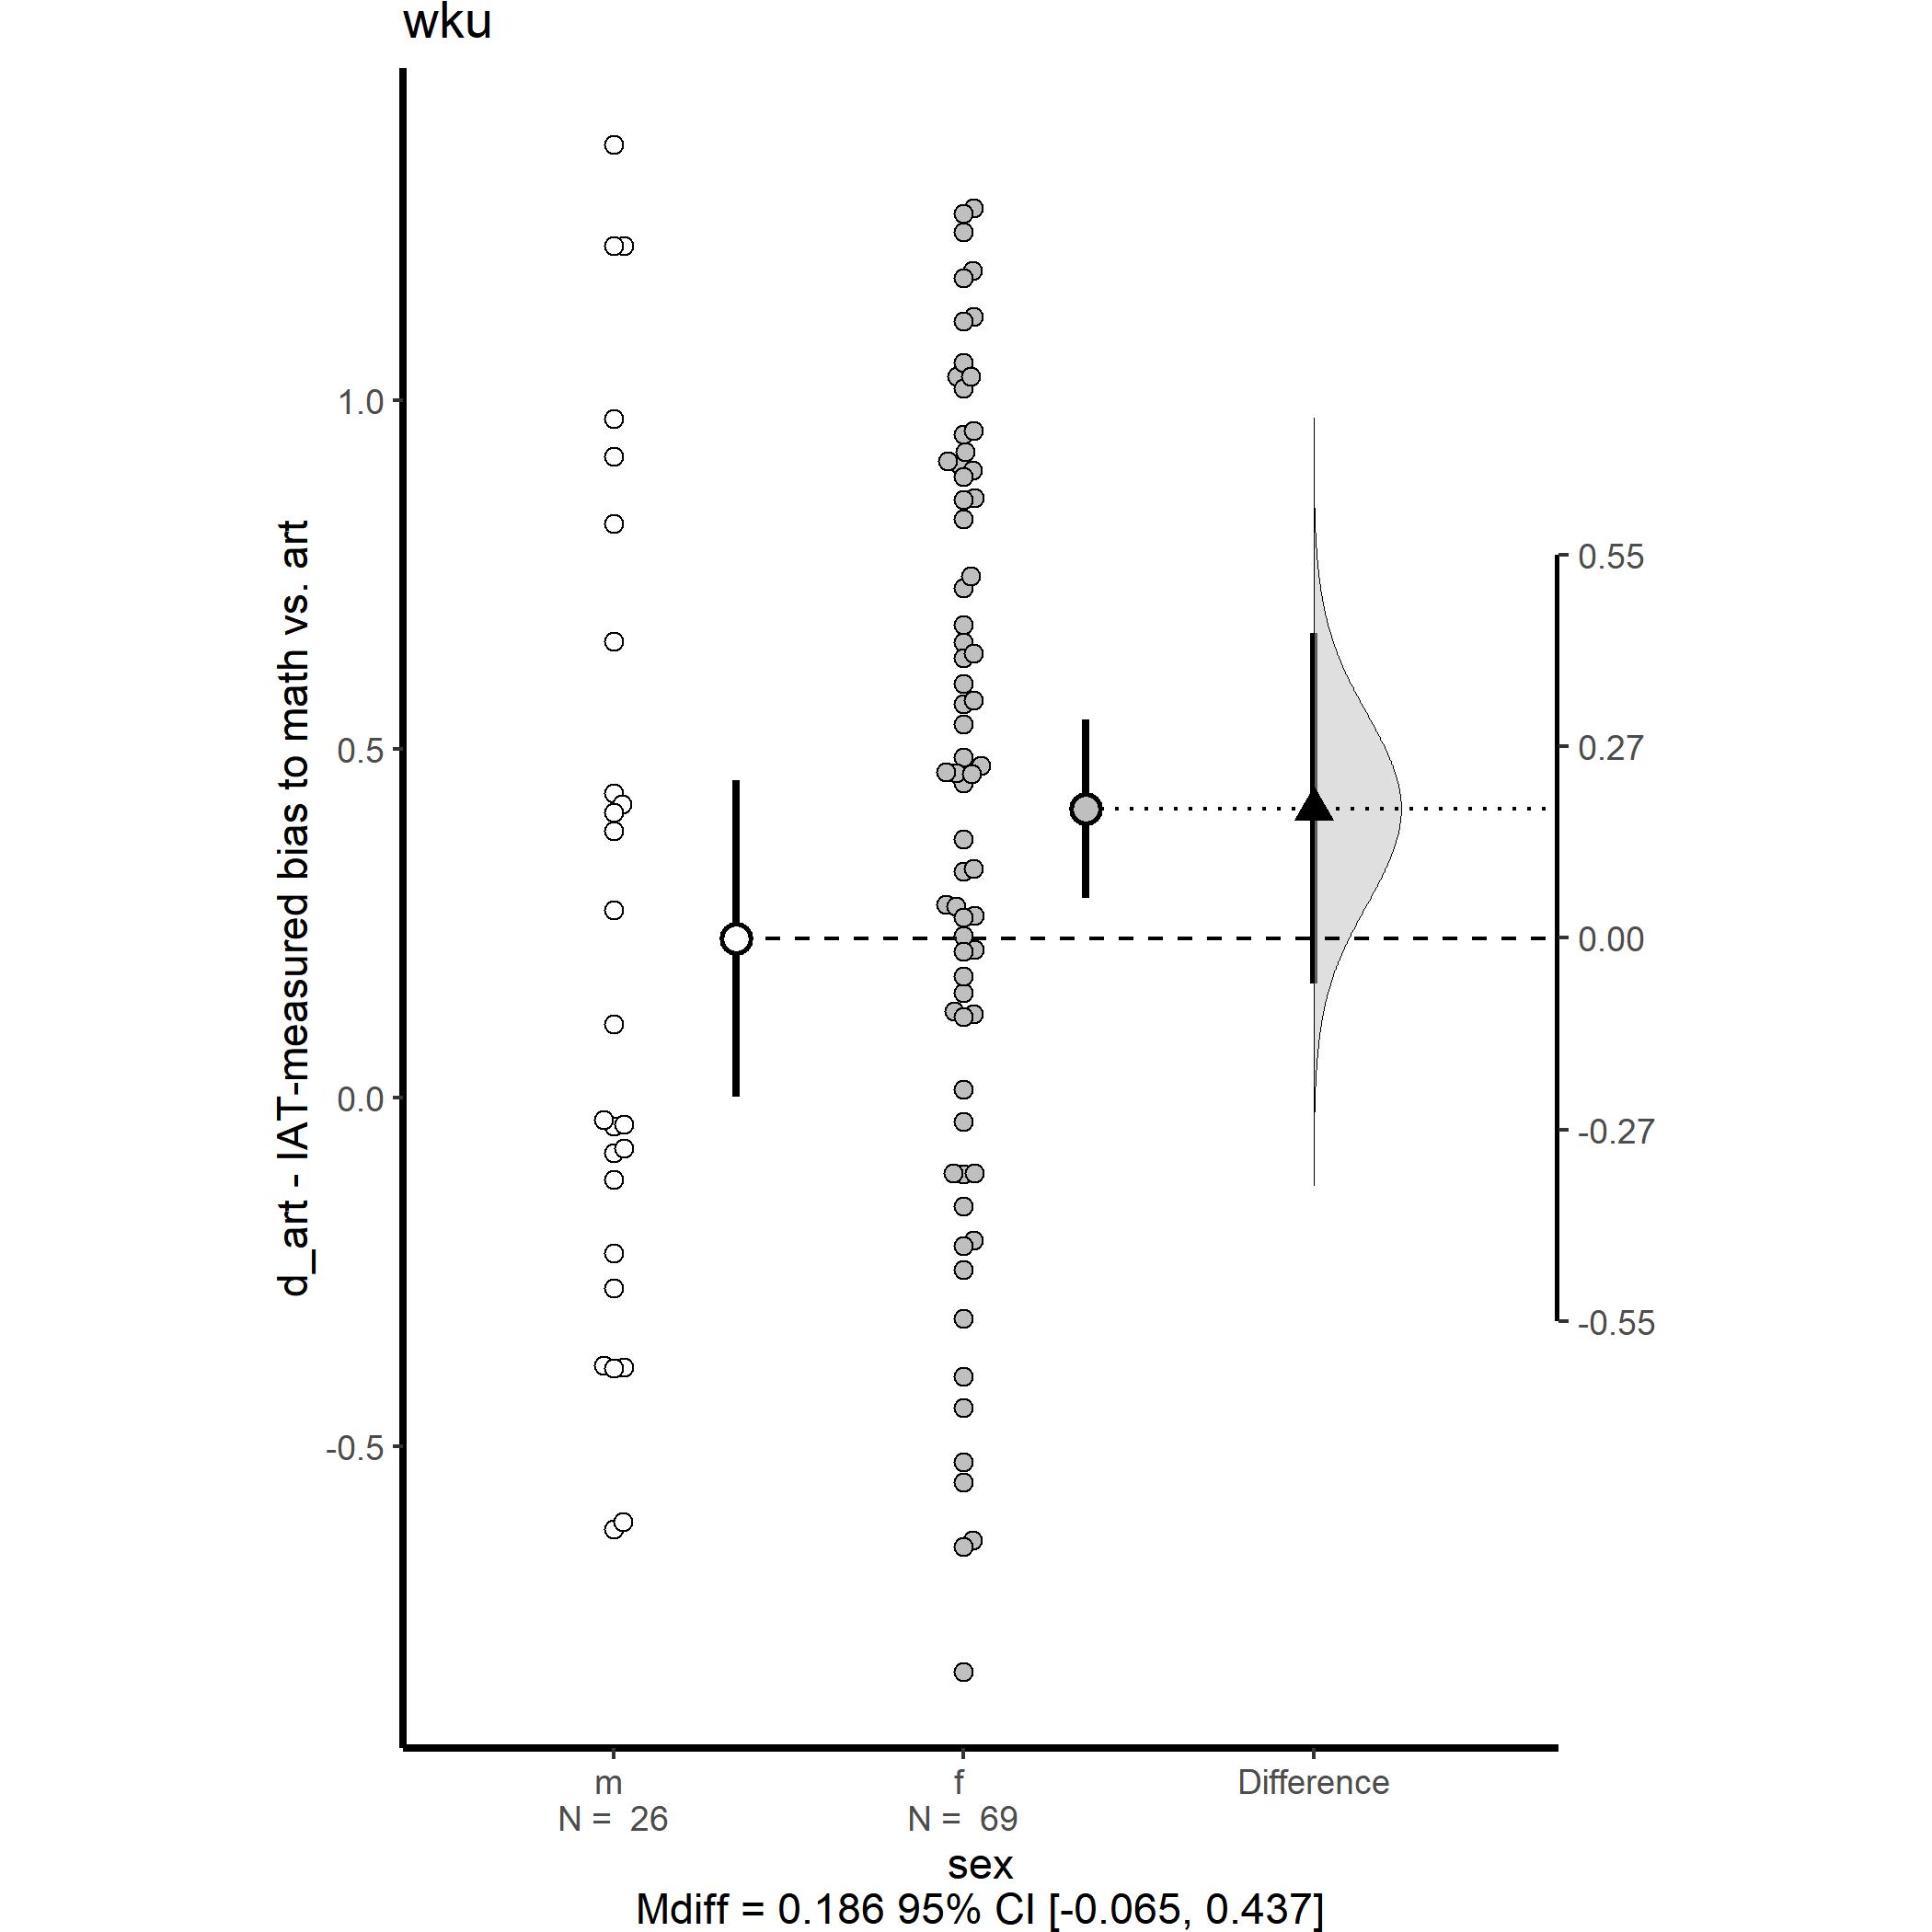 wku
d_art - IAT-measured bias to math vs. art
1.0
0.5
0.0
-0.5
0.55
0.27
0.00
-0.27
-0.55
m
N = 26
f
N = 69
Difference
sex
Mdiff = 0.186 95% CI [-0.065, 0.437]